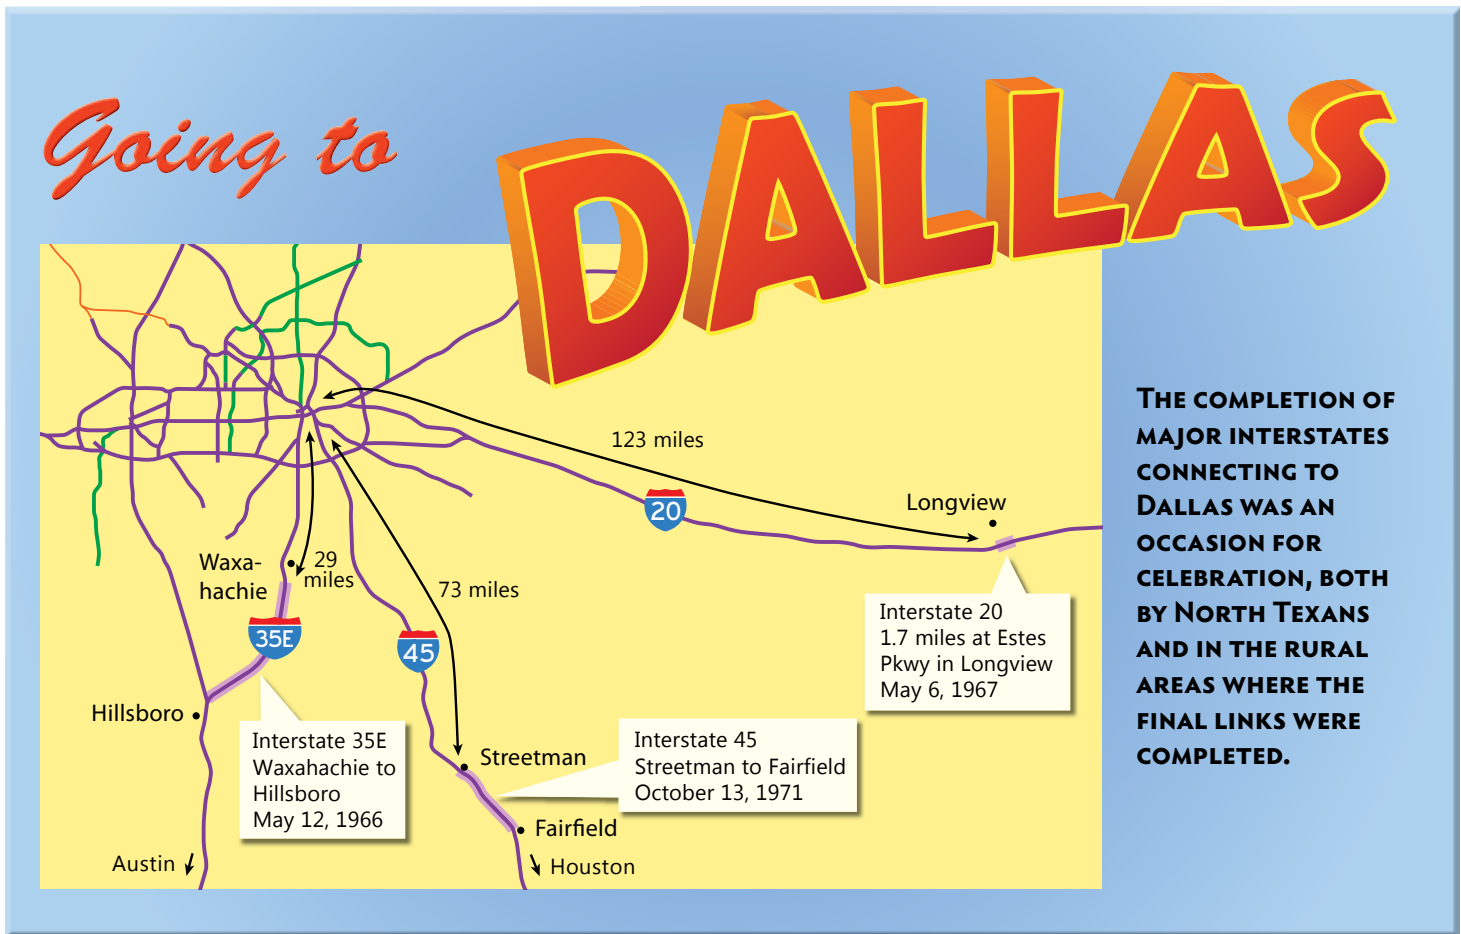 Going to
DALLAS
123 miles
20
Longview
Waxa-
hachie
29
miles
73 miles
35E
45
Interstate 20
1.7 miles at Estes
Pkwy in Longview
May 6, 1967
Hillsboro
Interstate 35E
Waxahachie to
Hillsboro
May 12, 1966
Streetman
Interstate 45
Streetman to Fairfield
October 13, 1971
Fairfield
Austin
Houston
THE COMPLETION OF
MAJOR INTERSTATES
CONNECTING TO
DALLAS WAS AN
OCCASION FOR
CELEBRATION, BOTH
BY NORTH TEXANS
AND IN THE RURAL
AREAS WHERE THE
FINAL LINKS WERE
COMPLETED.